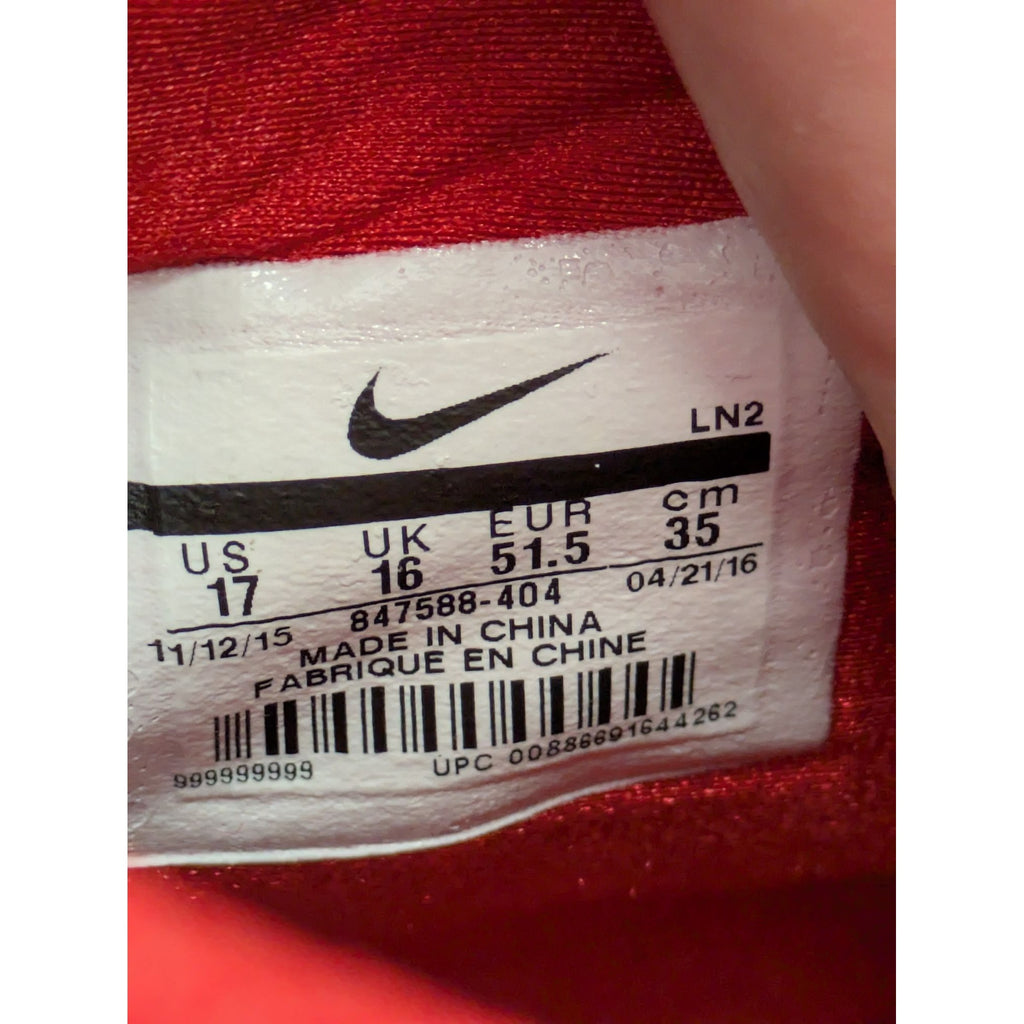 LN2
US UK EUR cm
17 16 51.5 35
11/12/15 847588-404 04/21/16
MADE IN CHINA
FABRIQUE EN CHINE
999999999 UPC 00886691644262